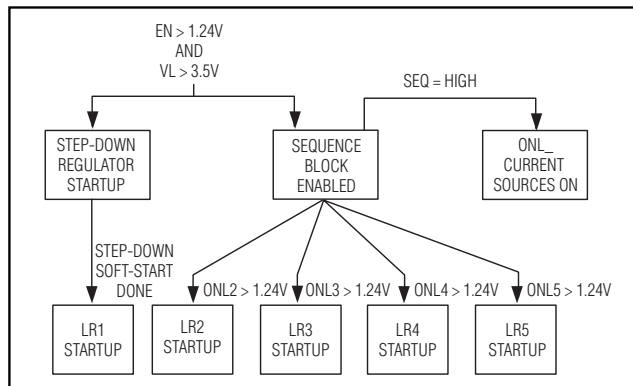 EN > 1.24V
AND
VL > 3.5V
SEQ = HIGH
STEP-DOWN
REGULATOR
STARTUP
SEQUENCE
BLOCK
ENABLED
ONL_
CURRENT
SOURCES ON
STEP-DOWN
SOFT-START
DONE
ONL2 > 1.24V
ONL3 > 1.24V
ONL4 > 1.24V
ONL5 > 1.24V
LR1
STARTUP
LR2
STARTUP
LR3
STARTUP
LR4
STARTUP
LR5
STARTUP